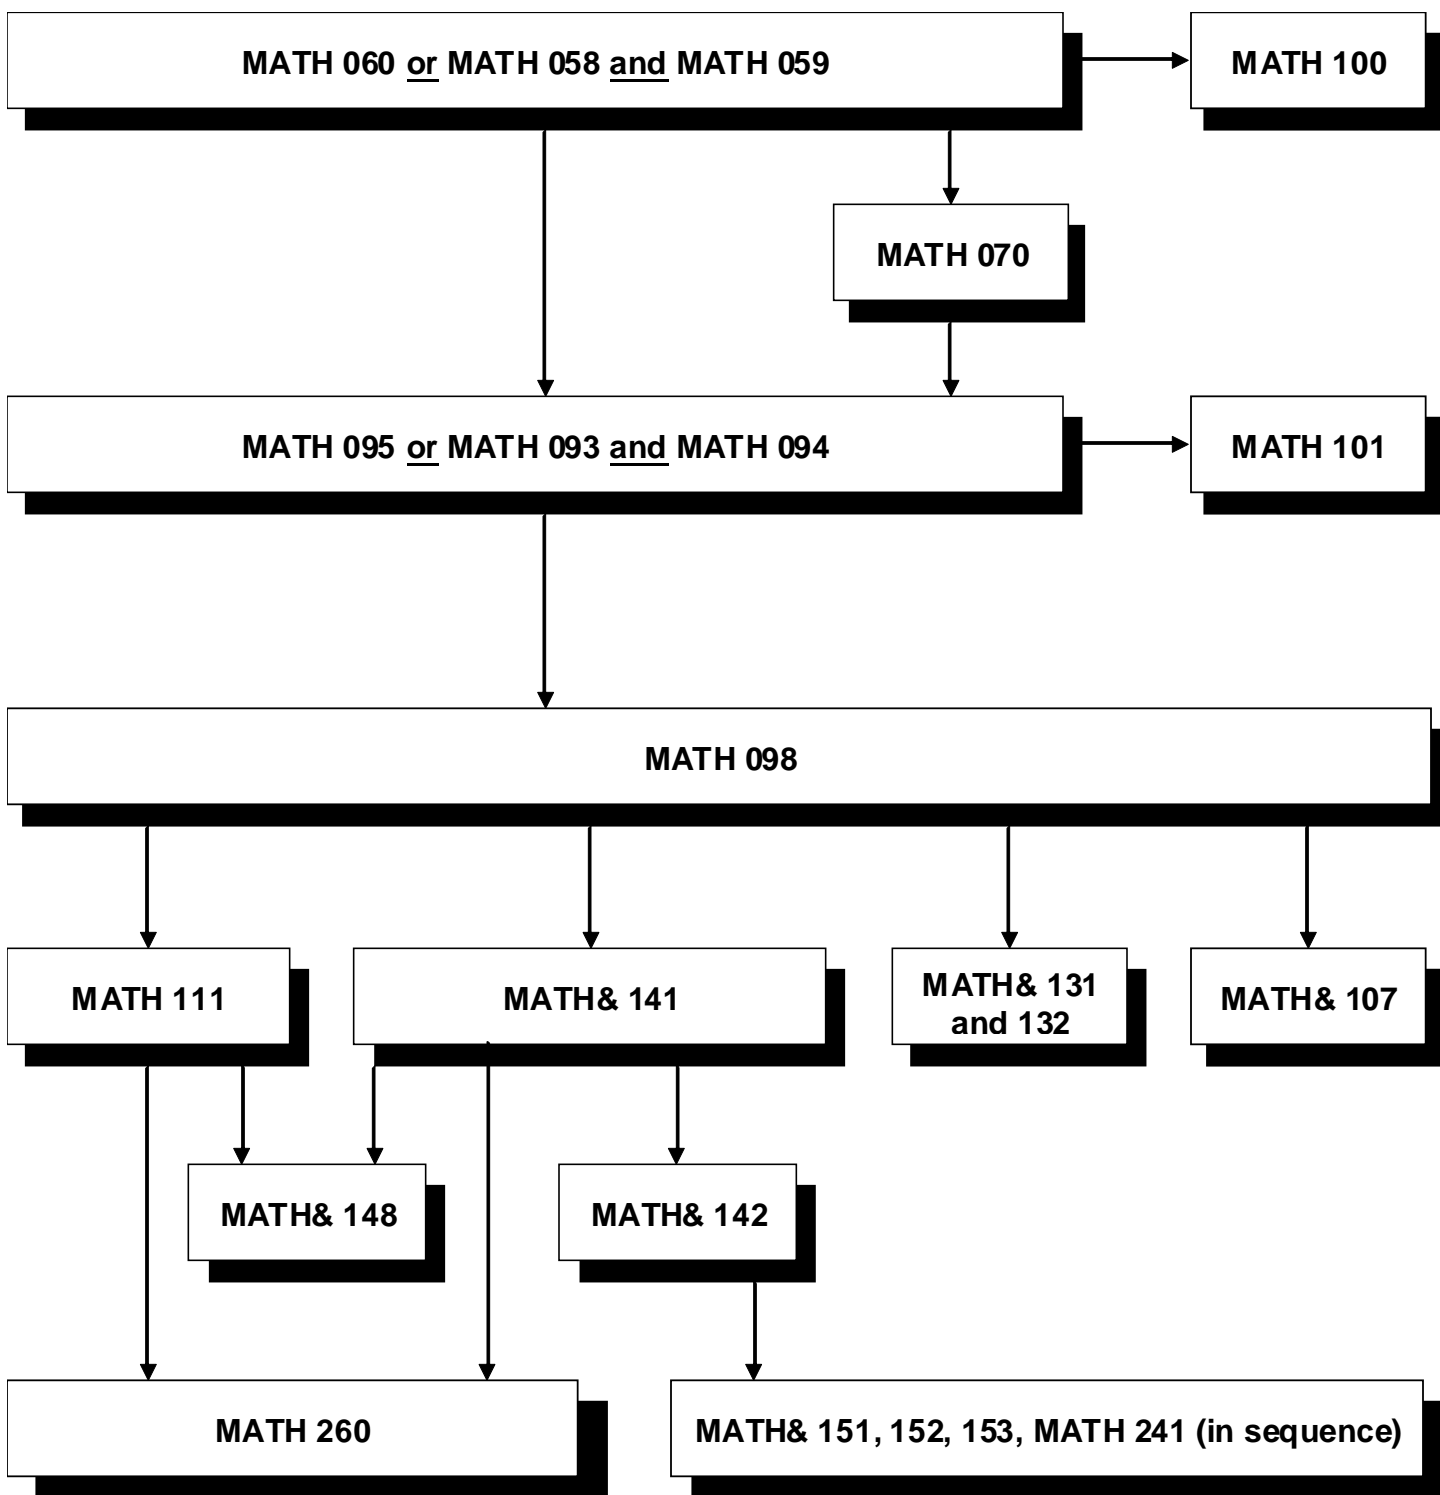 MATH 060 or MATH 058 and MATH 059
MATH 100
MATH 070
MATH 095 or MATH 093 and MATH 094
MATH 101
MATH 098
MATH 111
MATH& 141
MATH& 131
and 132
MATH& 107
MATH& 148
MATH& 142
MATH 260
MATH& 151, 152, 153, MATH 241 (in sequence)